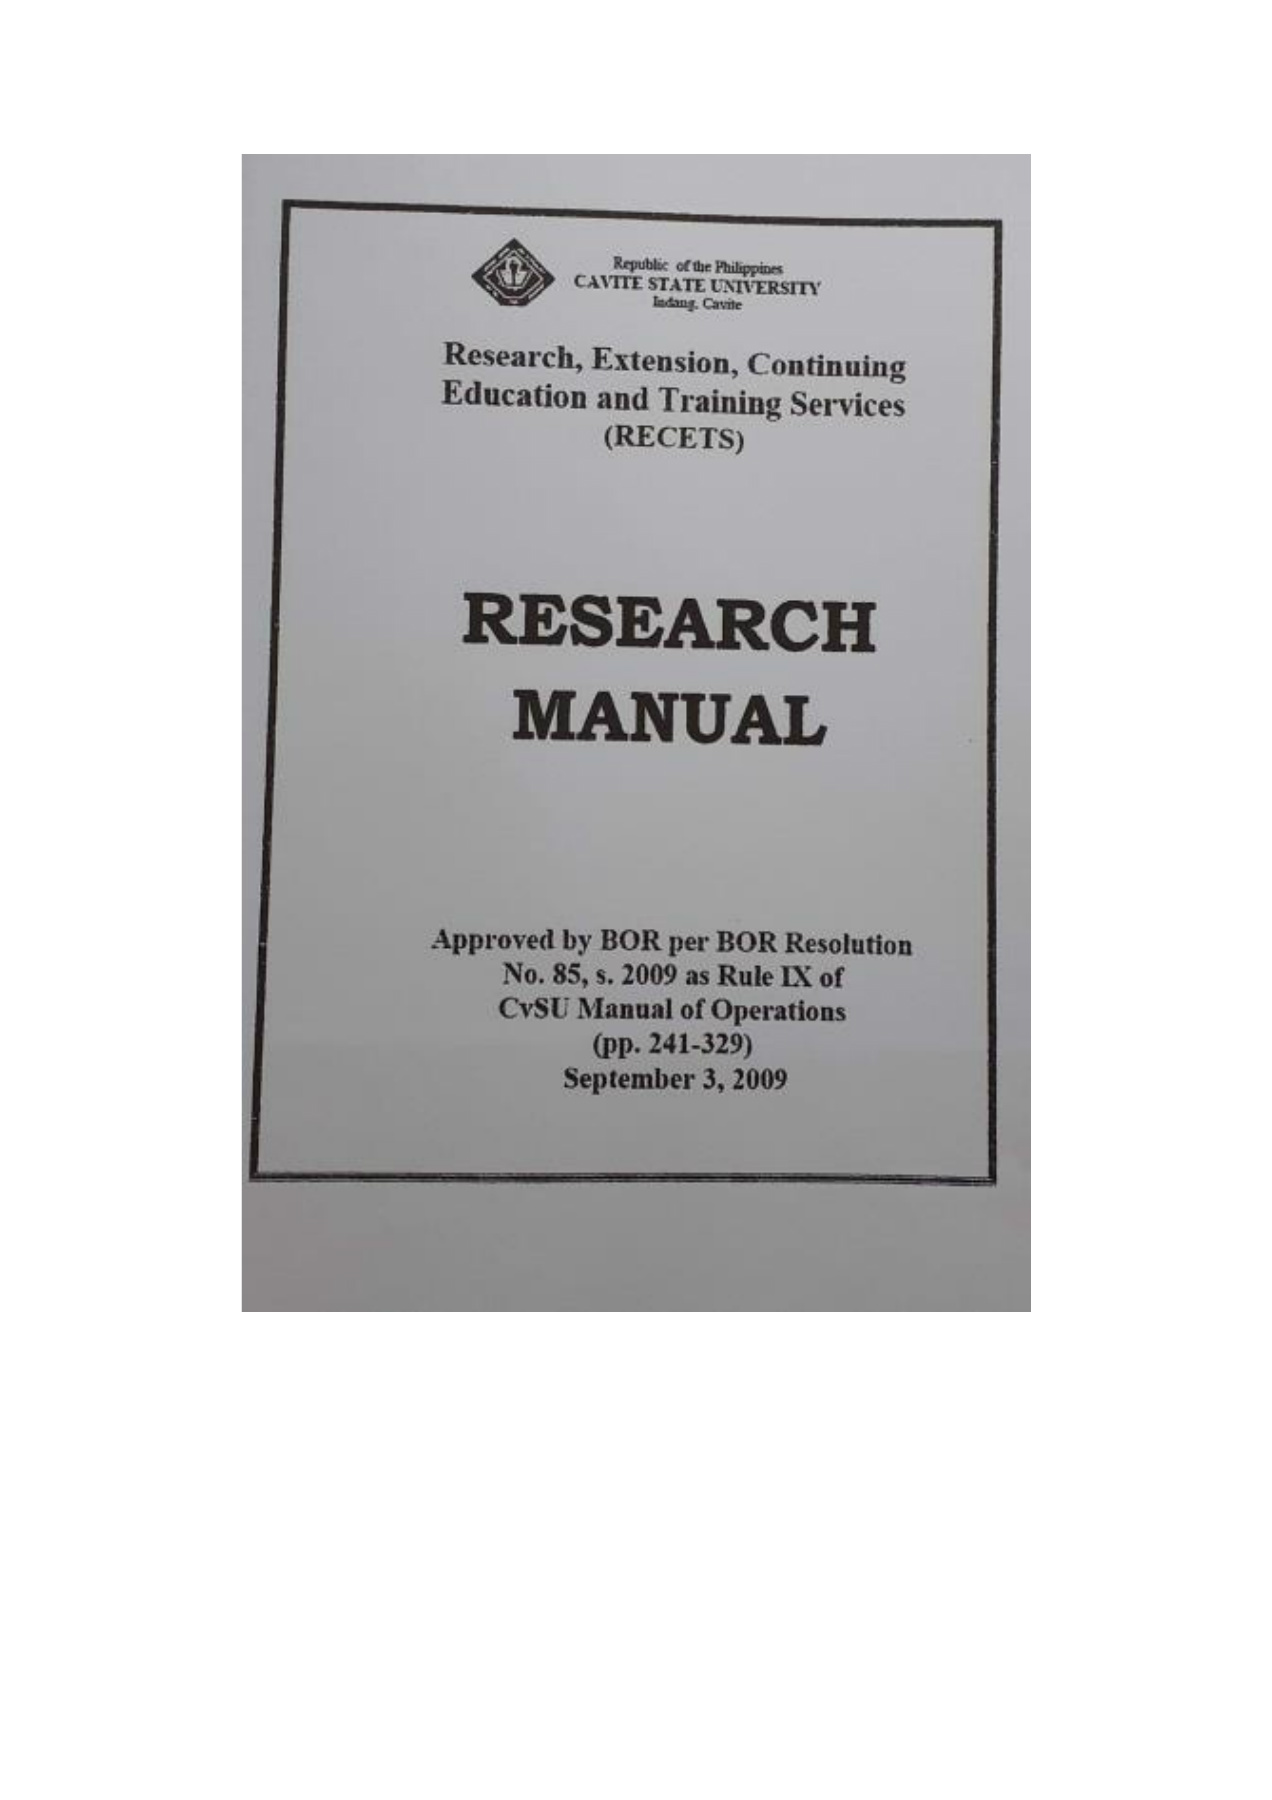 Republic of the Philippines
CAVITE STATE UNIVERSITY
Indang, Cavite
Research, Extension, Continuing
Education and Training Services
(RECETS)
RESEARCH
MANUAL
Approved by BOR per BOR Resolution
No. 85, s. 2009 as Rule IX of
CvSU Manual of Operations
(pp. 241-329)
September 3, 2009